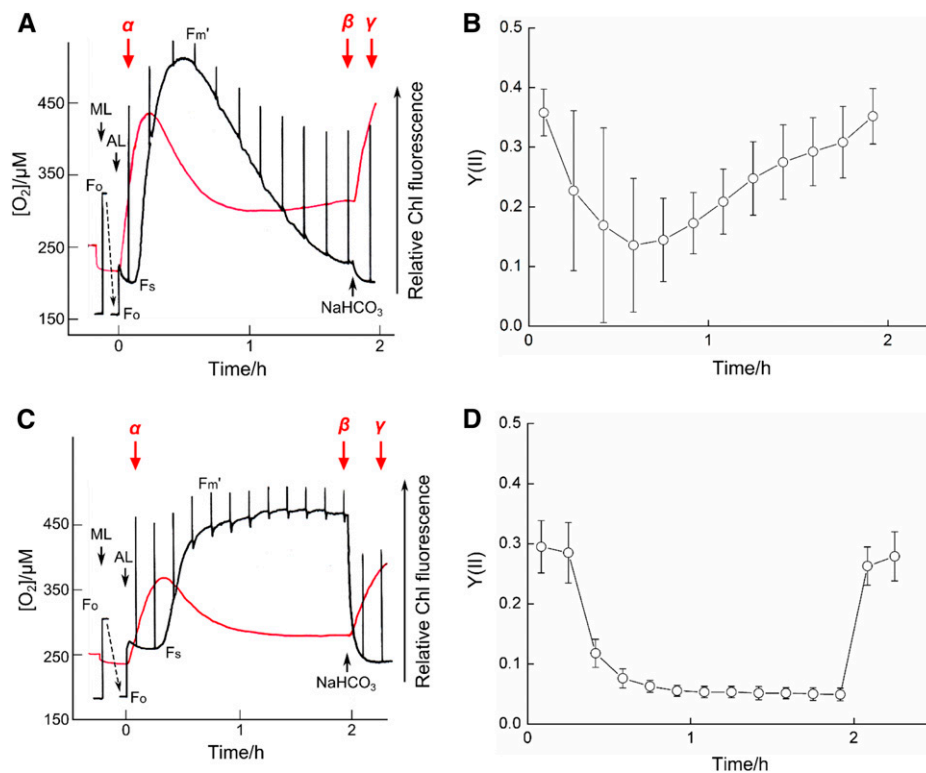 A
α
β
γ
Fm'
ML
AL
Fo
Fs
Fo
NaHCO3
450
350
250
150
[O2]/µM
0
1
2
Time/h
Relative Chl fluorescence
B
0.5
0.4
0.3
0.2
0.1
0.0
Y(II)
0
1
2
Time/h
C
α
β
γ
Fm'
ML
AL
Fo
Fs
Fo
NaHCO3
450
350
250
150
[O2]/µM
0
1
2
Time/h
Relative Chl fluorescence
D
0.5
0.4
0.3
0.2
0.1
0.0
Y(II)
0
1
2
Time/h